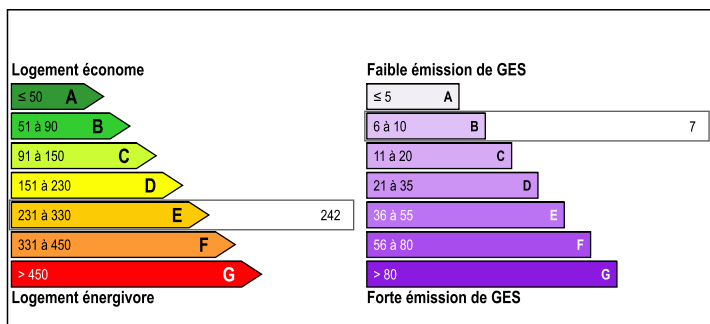 Logement économe
≤ 50 A
51 à 90 B
91 à 150 C
151 à 230 D
231 à 330 E 242
331 à 450 F
> 450 G
Logement énergivore
Faible émission de GES
≤ 5 A
6 à 10 B 7
11 à 20 C
21 à 35 D
36 à 55 E
56 à 80 F
> 80 G
Forte émission de GES